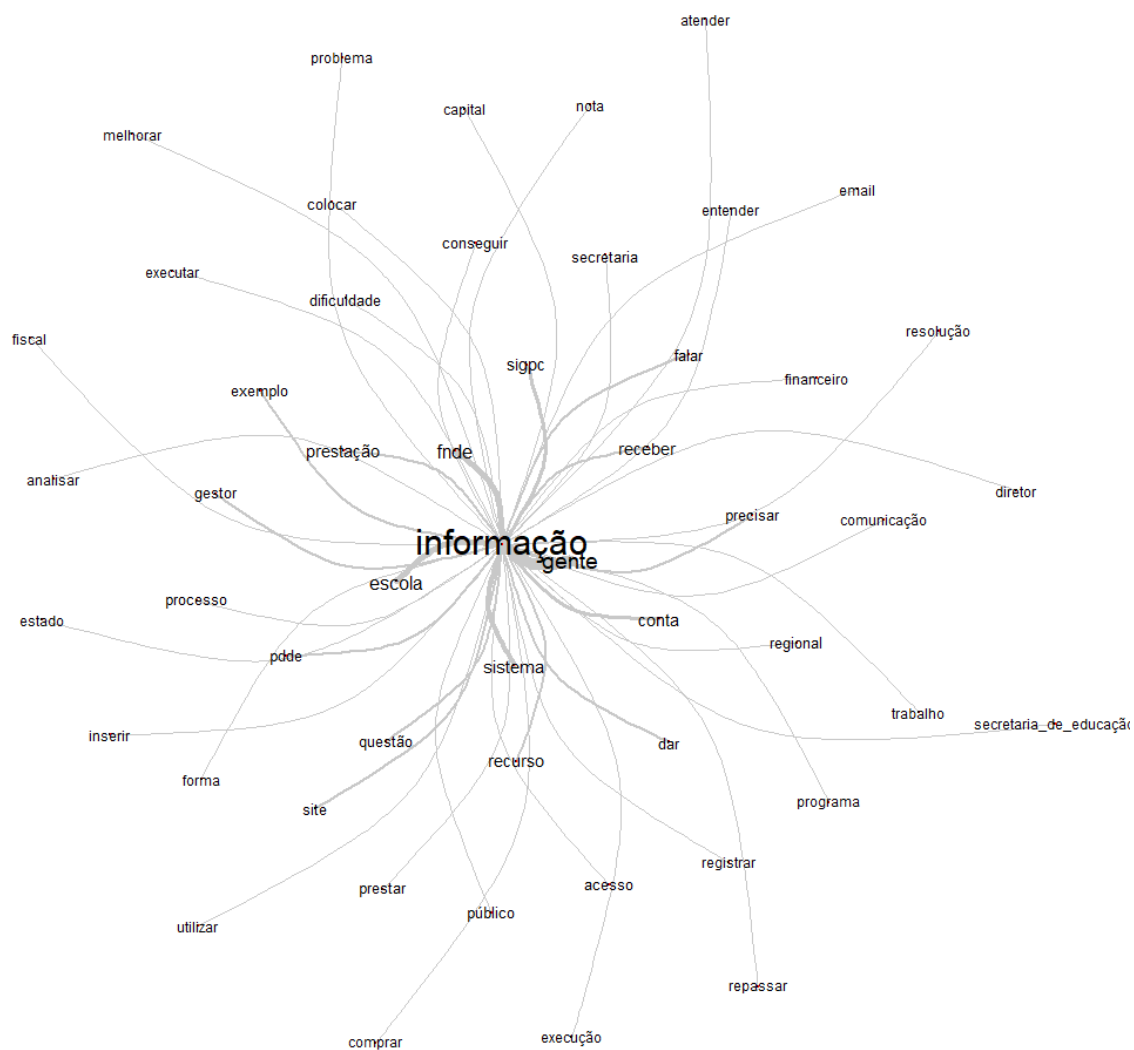 atender
problema
nota
capital
melhorar
email
colocar
entender
conseguir
secretaria
executar
dificuldade
resolução
fiscal
falar
sigpc
financeiro
exemplo
receber
prestação
fnde
analisar
diretor
gestor
precisar
comunicação
informação
gente
escola
processo
conta
estado
regional
pdde
sistema
trabalho
secretaria_de_educação
inserir
questão
dar
recurso
forma
programa
site
registrar
acesso
prestar
público
utilizar
repassar
execução
comprar